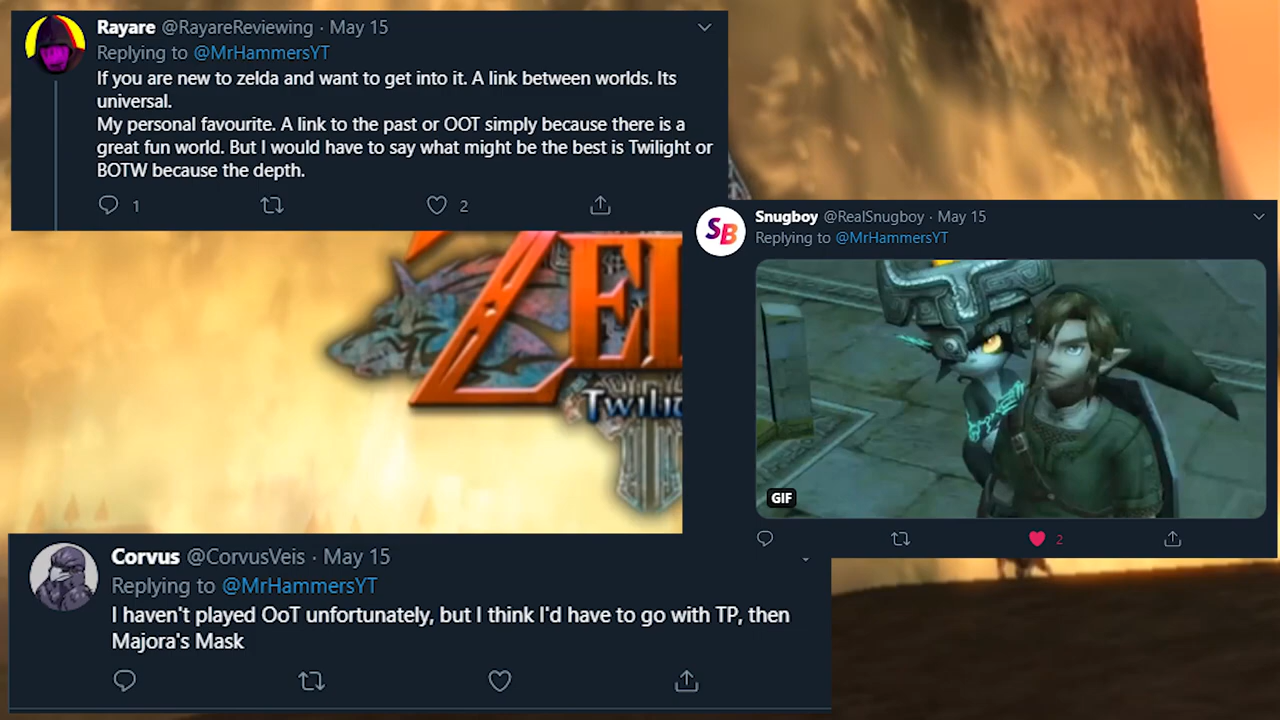 Rayare @RayareReviewing · May 15
Replying to @MrHammersYT
If you are new to zelda and want to get into it. A link between worlds. Its
universal.
My personal favourite. A link to the past or OOT simply because there is a
great fun world. But I would have to say what might be the best is Twilight or
BOTW because the depth.
1 2
SB
Snugboy @RealSnugboy · May 15
Replying to @MrHammersYT
GIF
2
ZEL
Twilig
Corvus @CorvusVeis · May 15
Replying to @MrHammersYT
I haven't played OoT unfortunately, but I think I'd have to go with TP, then
Majora's Mask